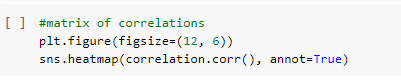 [ ] #matrix of correlations
plt.figure(figsize=(12, 6))
sns.heatmap(correlation.corr(), annot=True)